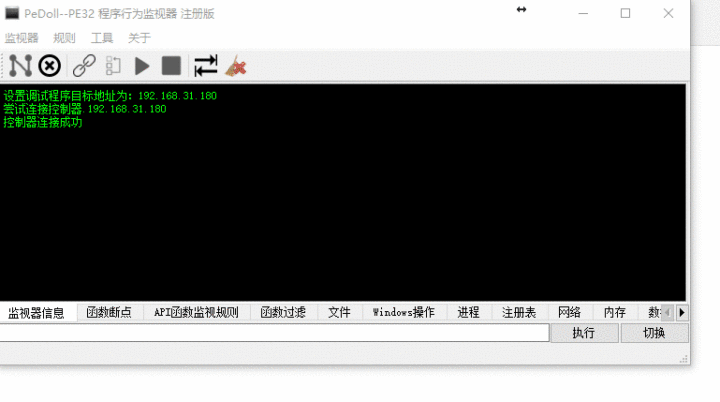 PeDoll--PE32 程序行为监视器 注册版
监视器 规则 工具 关于
设置调试程序目标地址为: 192.168.31.180
尝试连接控制器 192.168.31.180
控制器连接成功
监视器信息 函数断点 API函数监视规则 函数过滤 文件 Windows操作 进程 注册表 网络 内存 数
执行 切换